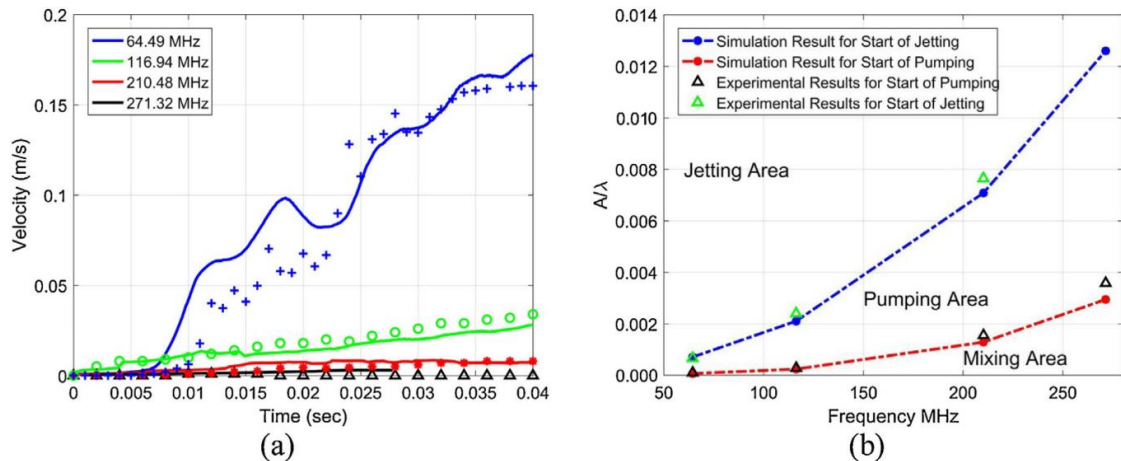 0.2
0.15
0.1
0.05
0
Velocity (m/s)
64.49 MHz
116.94 MHz
210.48 MHz
271.32 MHz
0 0.005 0.01 0.015 0.02 0.025 0.03 0.035 0.04
Time (sec)
(a)
0.014
0.012
0.010
0.008
0.006
0.004
0.002
0.000
A/λ
Simulation Result for Start of Jetting
Simulation Result for Start of Pumping
Experimental Results for Start of Pumping
Experimental Results for Start of Jetting
Jetting Area
Pumping Area
Mixing Area
50 100 150 200 250
Frequency MHz
(b)